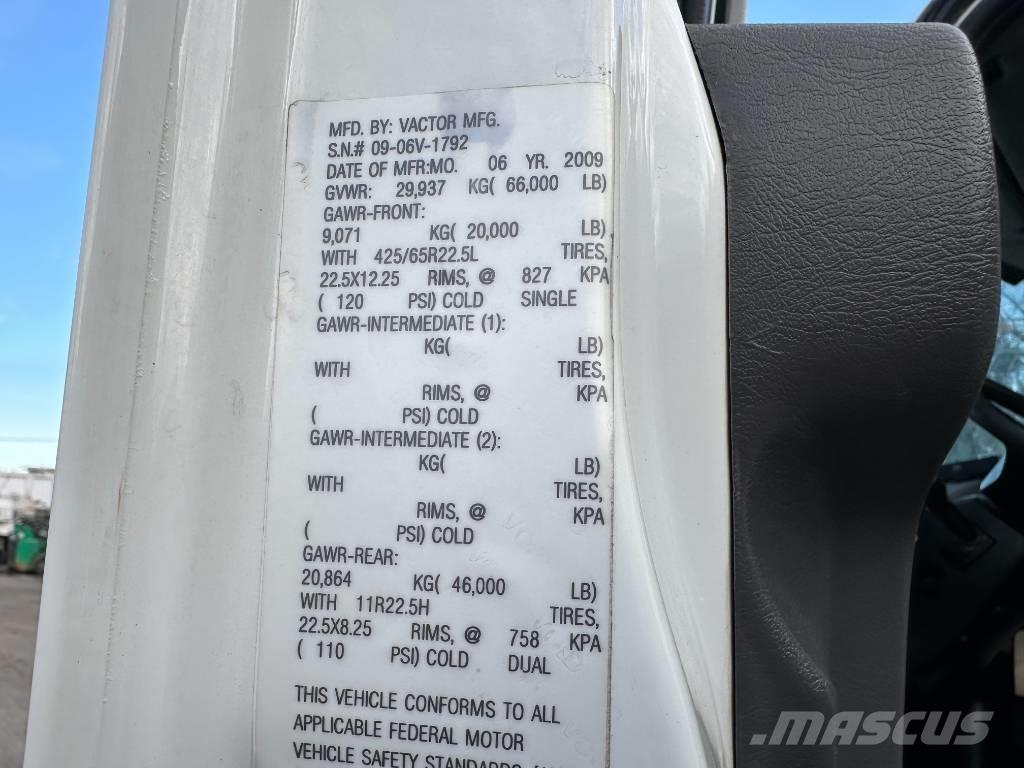 MFD. BY: VACTOR MFG.
S.N.# 09-06V-1792
DATE OF MFR:MO. 06 YR. 2009
GVWR: 29,937 KG( 66,000 LB)
GAWR-FRONT:
9,071 KG( 20,000 LB)
WITH 425/65R22.5L TIRES,
22.5X12.25 RIMS, @ 827 KPA
( 120 PSI) COLD SINGLE
GAWR-INTERMEDIATE (1):
KG( LB)
WITH TIRES,
RIMS, @ KPA
( PSI) COLD
GAWR-INTERMEDIATE (2):
KG( LB)
WITH TIRES,
RIMS, @ KPA
( PSI) COLD
GAWR-REAR:
20,864 KG( 46,000 LB)
WITH 11R22.5H TIRES,
22.5X8.25 RIMS, @ 758 KPA
( 110 PSI) COLD DUAL
THIS VEHICLE CONFORMS TO ALL
APPLICABLE FEDERAL MOTOR
VEHICLE SAFETY STANDARDS,
MASCUS